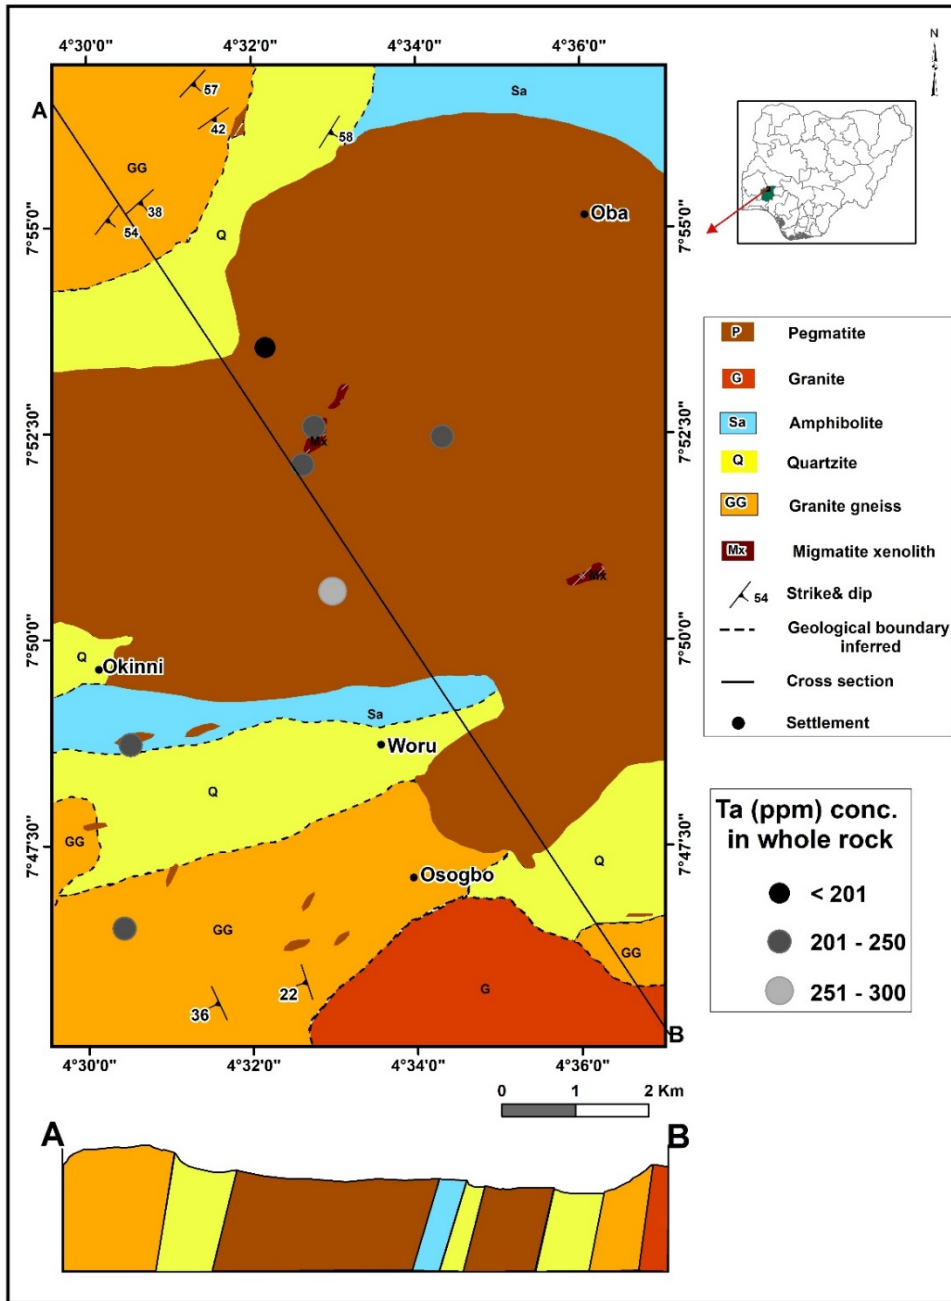 4°30'0" 4°32'0" 4°34'0" 4°36'0"
N
A
57
42
58
Sa
GG
38
54
Q
Oba
7°55'0"
7°55'0"
Mx
7°52'30"
7°52'30"
Mx
7°50'0"
7°50'0"
Q
Okinni
Sa
Woru
Q
GG
7°47'30"
7°47'30"
Q
Osogbo
GG
GG
22
36
G
B
4°30'0" 4°32'0" 4°34'0" 4°36'0"
P Pegmatite
G Granite
Sa Amphibolite
Q Quartzite
GG Granite gneiss
Mx Migmatite xenolith
54 Strike& dip
Geological boundary
inferred
Cross section
Settlement
Ta (ppm) conc.
in whole rock
< 201
201 - 250
251 - 300
0 1 2 Km
A B